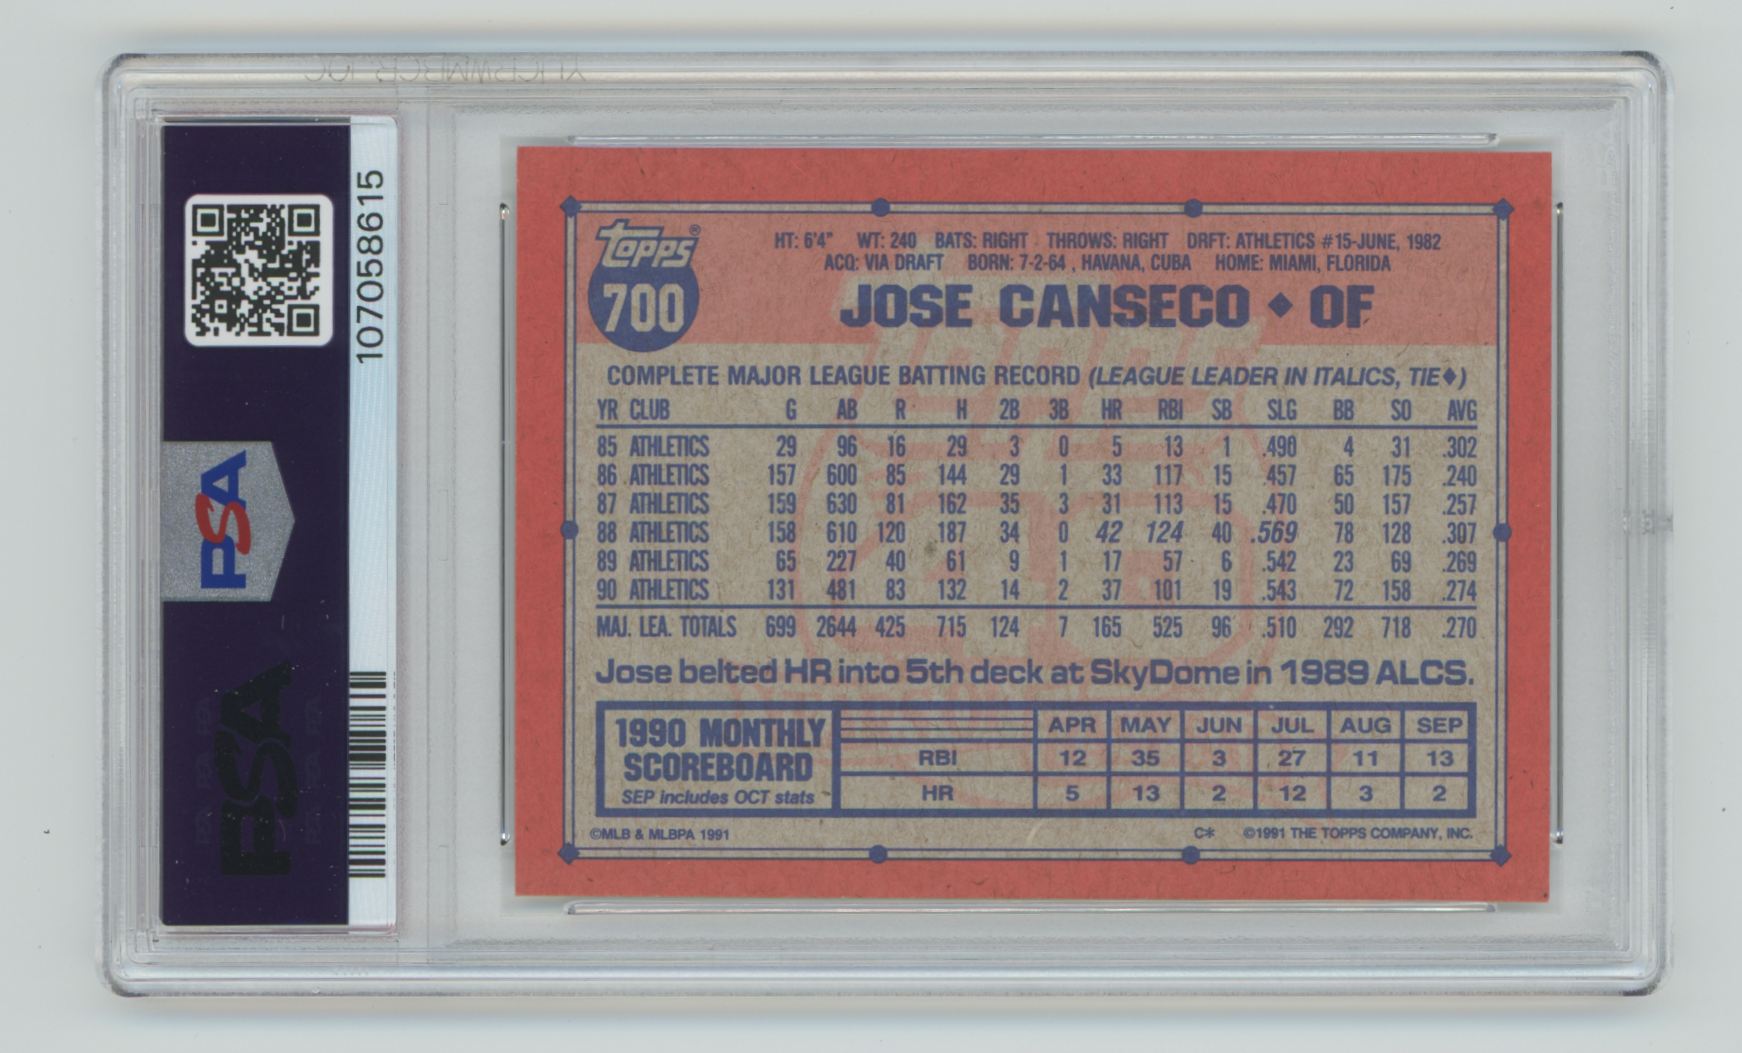 107058615
PSA
PSA
Topps®
700
HT: 6'4" WT: 240 BATS: RIGHT THROWS: RIGHT DRFT: ATHLETICS #15-JUNE, 1982
ACQ: VIA DRAFT BORN: 7-2-64 , HAVANA, CUBA HOME: MIAMI, FLORIDA
JOSE CANSECO ♦ OF
COMPLETE MAJOR LEAGUE BATTING RECORD (LEAGUE LEADER IN ITALICS, TIE♦)
YR CLUB G AB R H 2B 3B HR RBI SB SLG BB SO AVG
85 ATHLETICS 29 96 16 29 3 0 5 13 1 .490 4 31 .302
86 ATHLETICS 157 600 85 144 29 1 33 117 15 .457 65 175 .240
87 ATHLETICS 159 630 81 162 35 3 31 113 15 .470 50 157 .257
88 ATHLETICS 158 610 120 187 34 0 42 124 40 .569 78 128 .307
89 ATHLETICS 65 227 40 61 9 1 17 57 6 .542 23 69 .269
90 ATHLETICS 131 481 83 132 14 2 37 101 19 .543 72 158 .274
MAJ. LEA. TOTALS 699 2644 425 715 124 7 165 525 96 .510 292 718 .270
Jose belted HR into 5th deck at SkyDome in 1989 ALCS.
1990 MONTHLY
SCOREBOARD
SEP includes OCT stats
APR MAY JUN JUL AUG SEP
RBI 12 35 3 27 11 13
HR 5 13 2 12 3 2
©MLB & MLBPA 1991 C* ©1991 THE TOPPS COMPANY, INC.